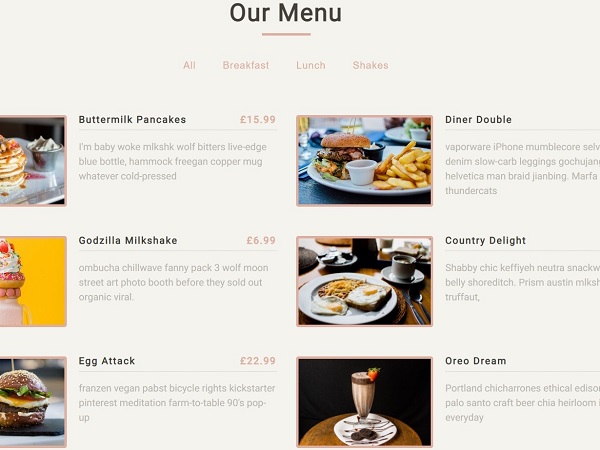 Our Menu
All Breakfast Lunch Shakes
Buttermilk Pancakes £15.99
I'm baby woke mlkshk wolf bitters live-edge
blue bottle, hammock freegan copper mug
whatever cold-pressed
Diner Double
vaporware iPhone mumblecore selv
denim slow-carb leggings gochujang
helvetica man braid jianbing. Marfa
thundercats
Godzilla Milkshake £6.99
ombucha chillwave fanny pack 3 wolf moon
street art photo booth before they sold out
organic viral.
Country Delight
Shabby chic keffiyeh neutra snackw
belly shoreditch. Prism austin mlksh
truffaut,
Egg Attack £22.99
franzen vegan pabst bicycle rights kickstarter
pinterest meditation farm-to-table 90's pop-
up
Oreo Dream
Portland chicharrones ethical edison
palo santo craft beer chia heirloom i
everyday